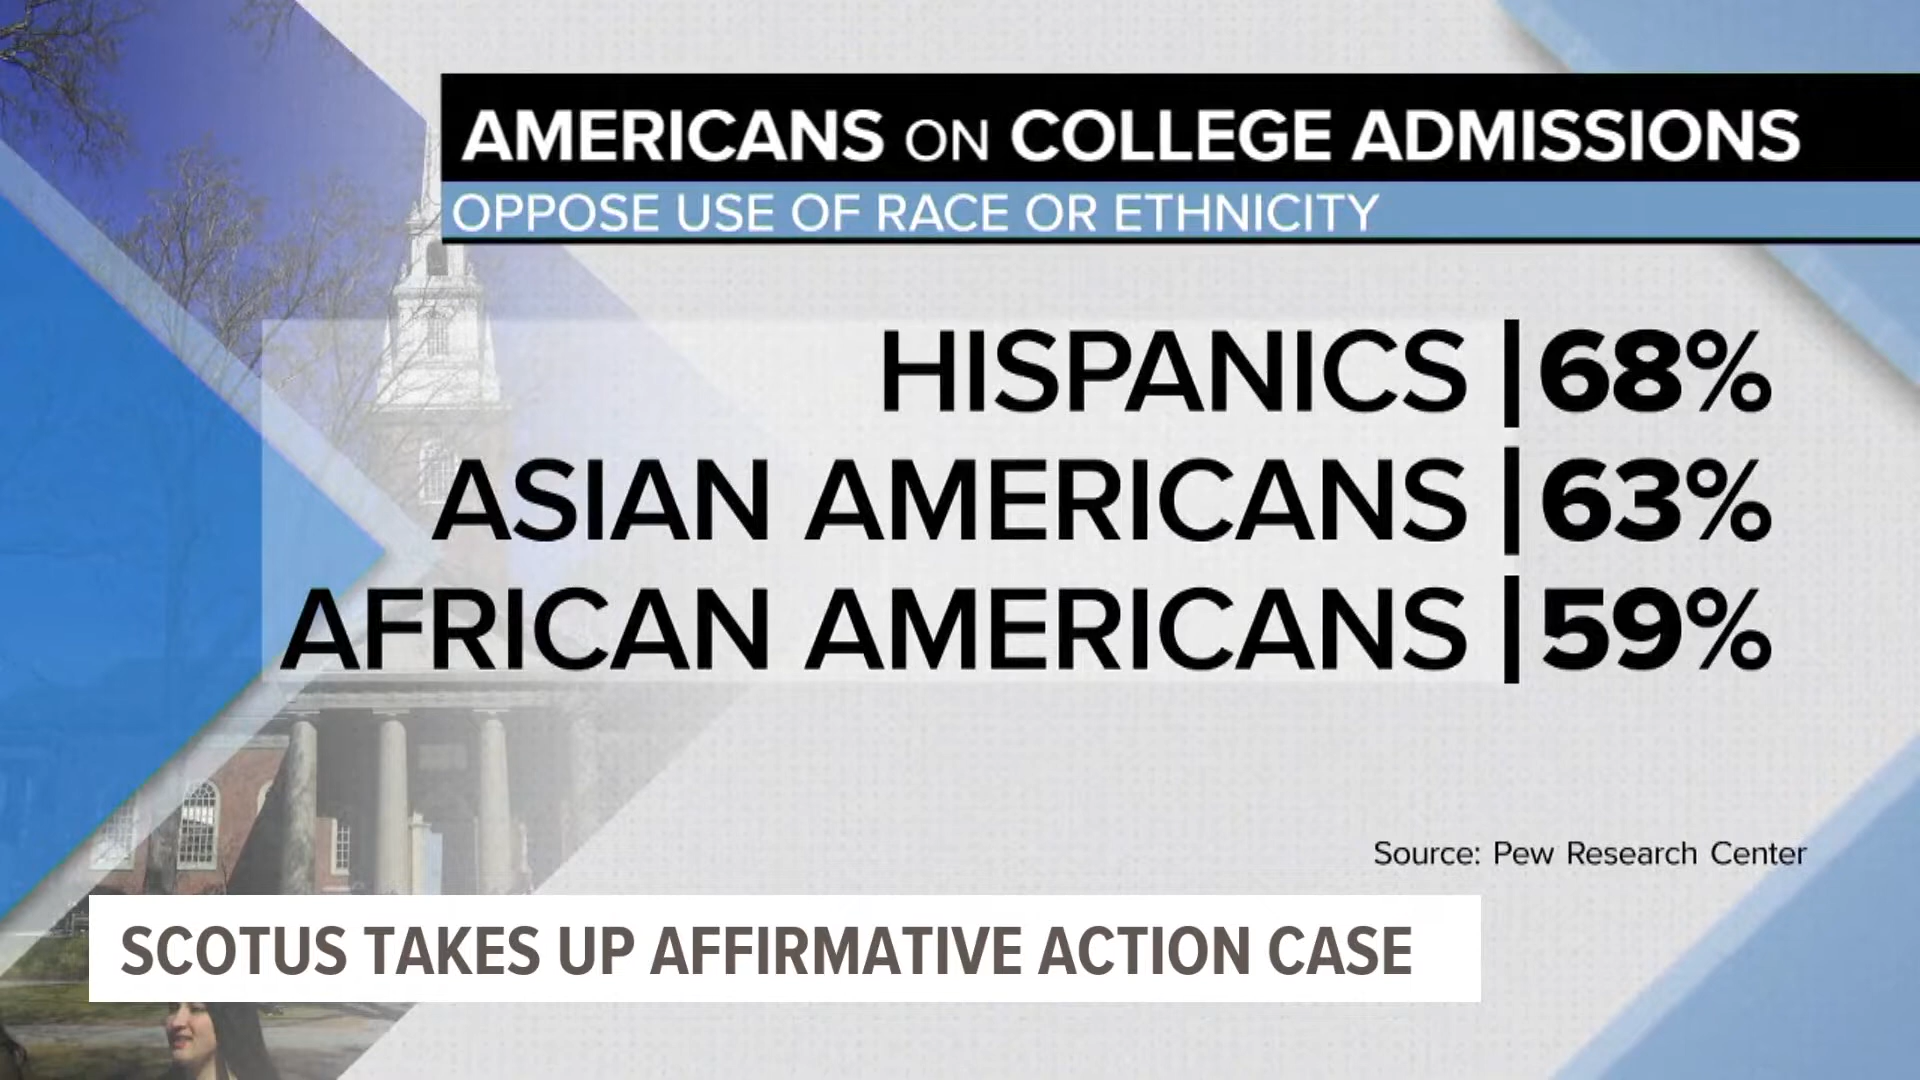 AMERICANS ON COLLEGE ADMISSIONS
OPPOSE USE OF RACE OR ETHNICITY
HISPANICS | 68%
ASIAN AMERICANS | 63%
AFRICAN AMERICANS | 59%
Source: Pew Research Center
SCOTUS TAKES UP AFFIRMATIVE ACTION CASE